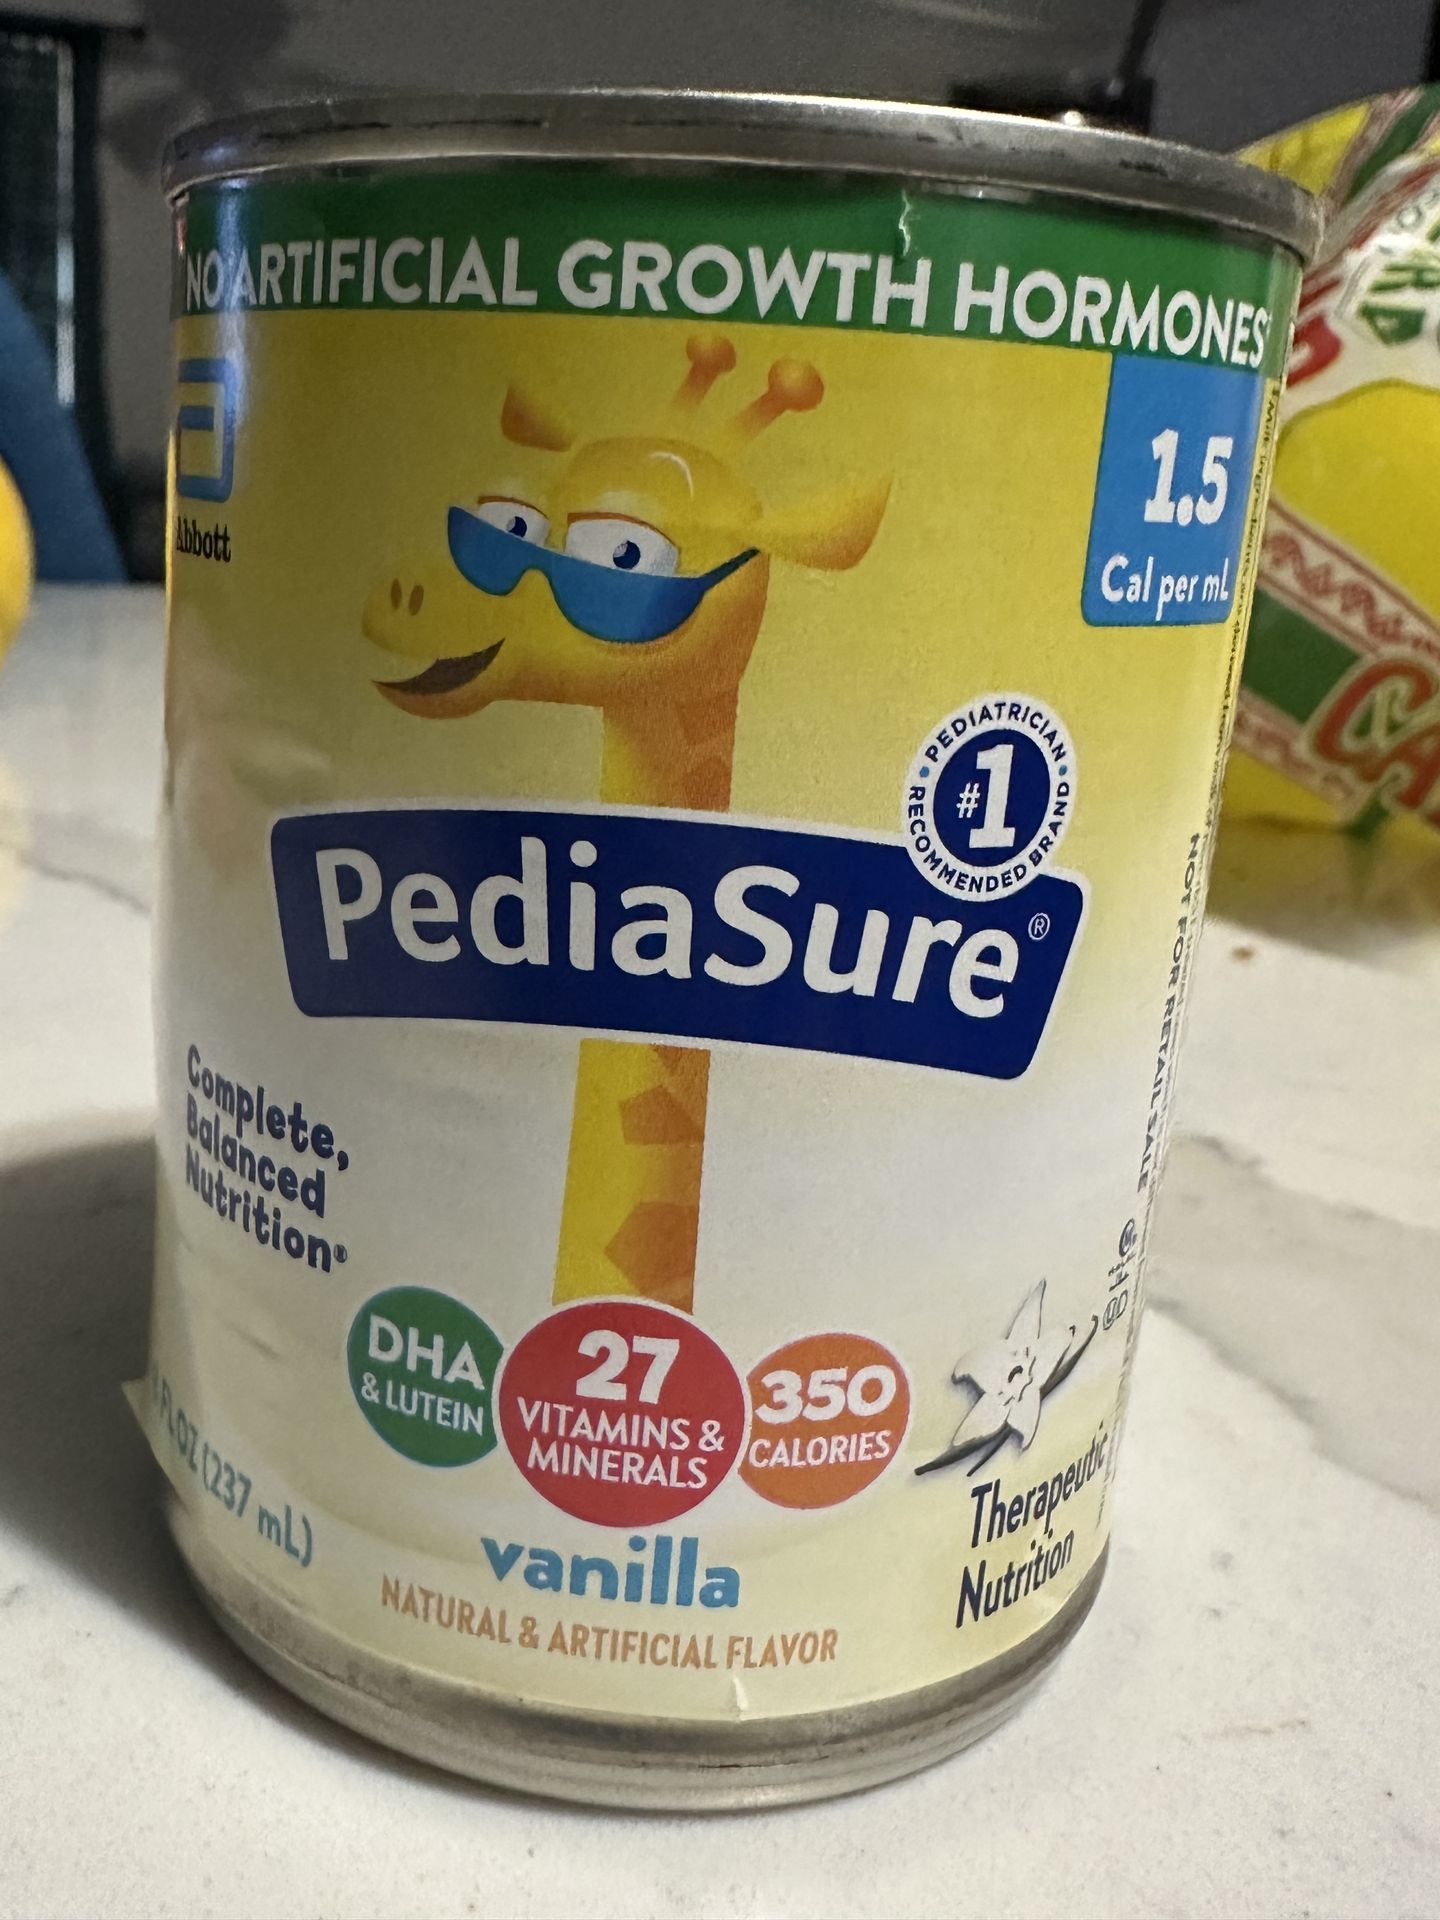 NO ARTIFICIAL GROWTH HORMONES
Abbott
1.5
Cal per mL
PEDIATRICIAN
#1
RECOMMENDED BRAND
PediaSure®
Complete,
Balanced
Nutrition®
NOT FOR RETAIL SALE
DHA
& LUTEIN
27
VITAMINS &
MINERALS
350
CALORIES
FL OZ (237 mL)
vanilla
NATURAL & ARTIFICIAL FLAVOR
Therapeutic
Nutrition